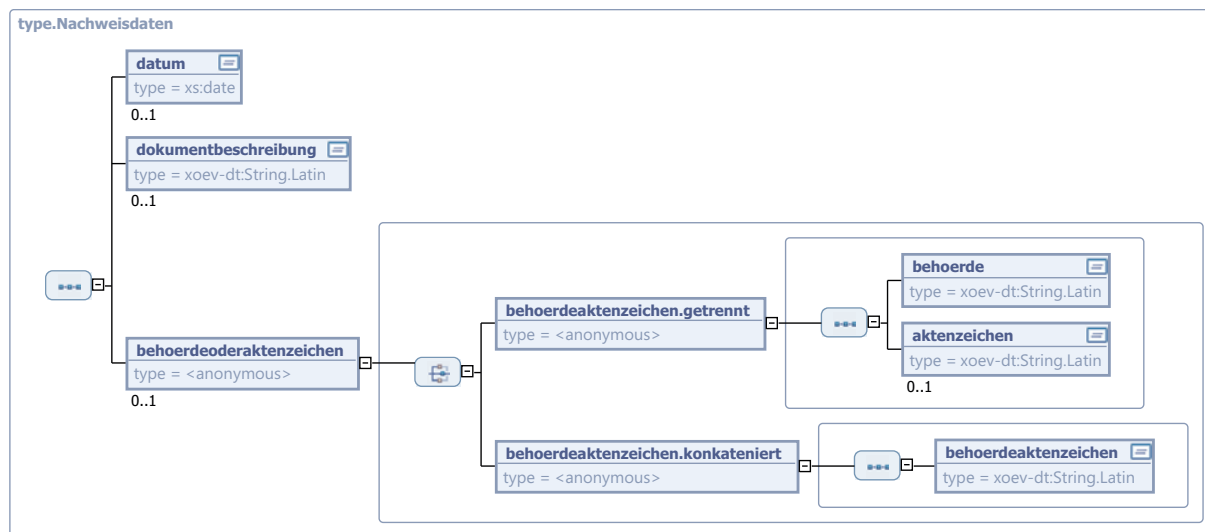 type.Nachweisdaten
datum
type = xs:date
0..1
dokumentbeschreibung
type = xoev-dt:String.Latin
0..1
behoerdeoderaktenzeichen
type = <anonymous>
0..1
behoerdeaktenzeichen.getrennt
type = <anonymous>
behoerde
type = xoev-dt:String.Latin
aktenzeichen
type = xoev-dt:String.Latin
0..1
behoerdeaktenzeichen.konkateniert
type = <anonymous>
behoerdeaktenzeichen
type = xoev-dt:String.Latin